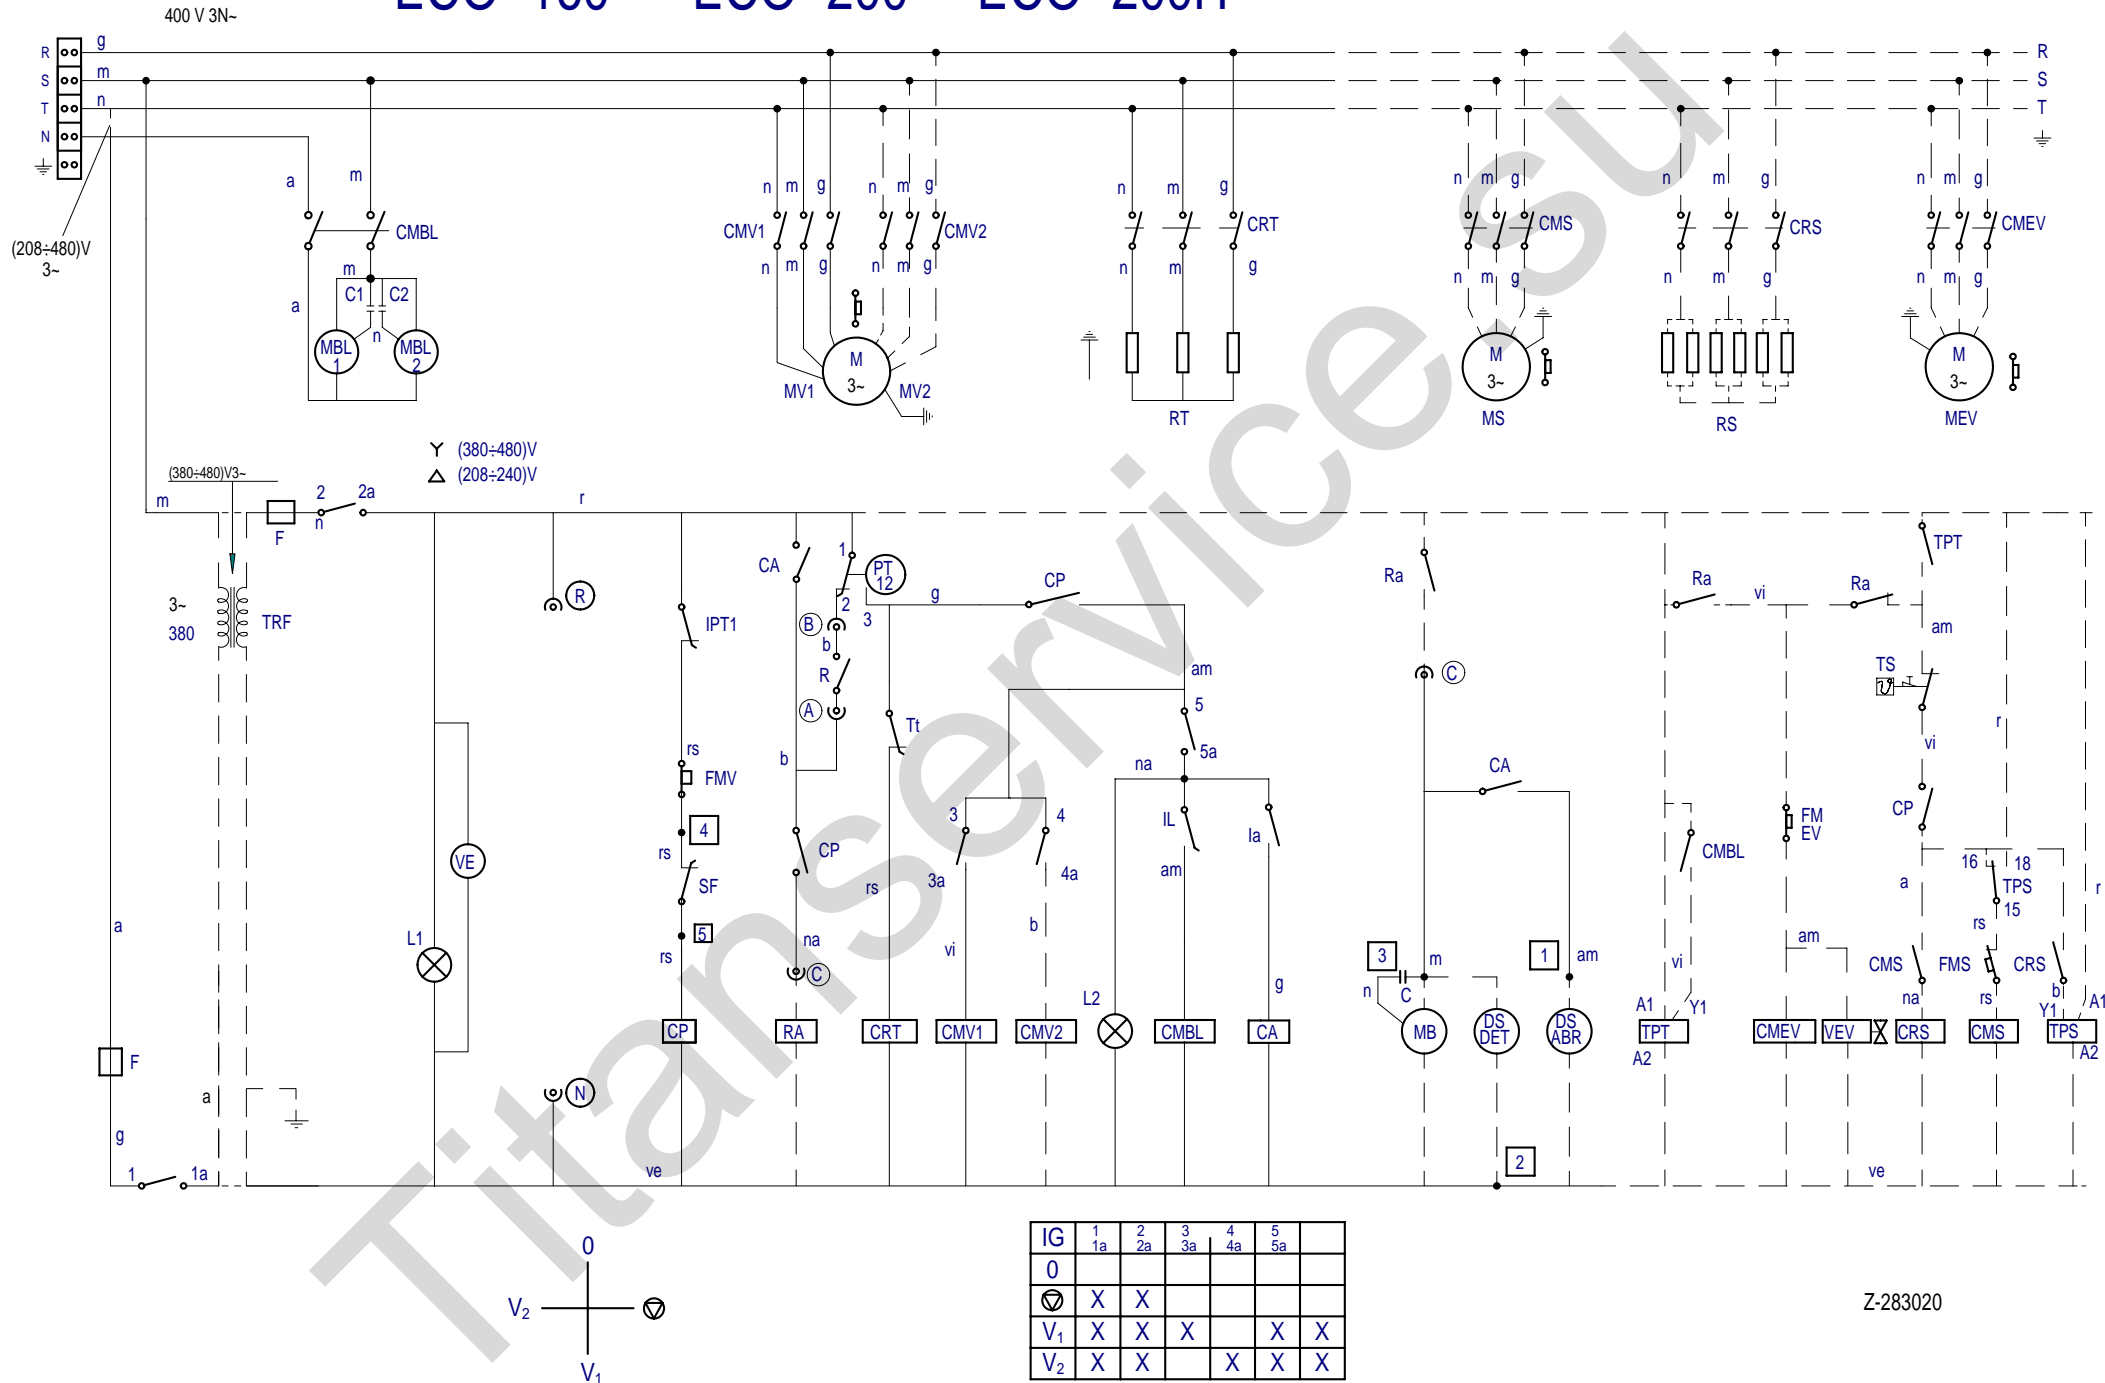 400 V 3N~
R g R
S m S
T n T
N
a m n m g n m g n m g n m g n m g n m g
CMBL CMV1 CMV2 CRT CMS CRS CMEV
(208÷480)V
3~
m n m g n m g n m g n m g n m g n m g
a C1 C2
n
MBL 1 MBL 2 M 3~ M 3~ M 3~
MV1 MV2 RT MS RS MEV
(380÷480)V
(208÷240)V
(380÷480)V3~
m 2 2a r
n
F
CA 1 PT 12 CP Ra TPT
2 g Ra vi Ra
3~ R 3
380 TRF IPT1 B am
b
R am TS
A 5 C
Tt r
rs b na 5a vi
FMV CA
3 4 IL Ia CP
4 FM EV
VE rs CP CMBL 16 18
SF rs 3a 4a am a TPS 15
r
a b rs
L1 5 na vi 3 m 1 am am
rs C g n C vi CMS FMS CRS
L2 A1 Y1 na rs b Y1 A1
CP RA CRT CMV1 CMV2 CMBL CA MB DS DET DS ABR TPT CMEV VEV CRS CMS TPS
F A2 A2
a N
g
1 1a ve 2 ve
0
V2
V1
IG 1 1a 2 2a 3 3a 4 4a 5 5a
0
X X
V1 X X X X X
V2 X X X X X
Z-283020
Titanservice.su